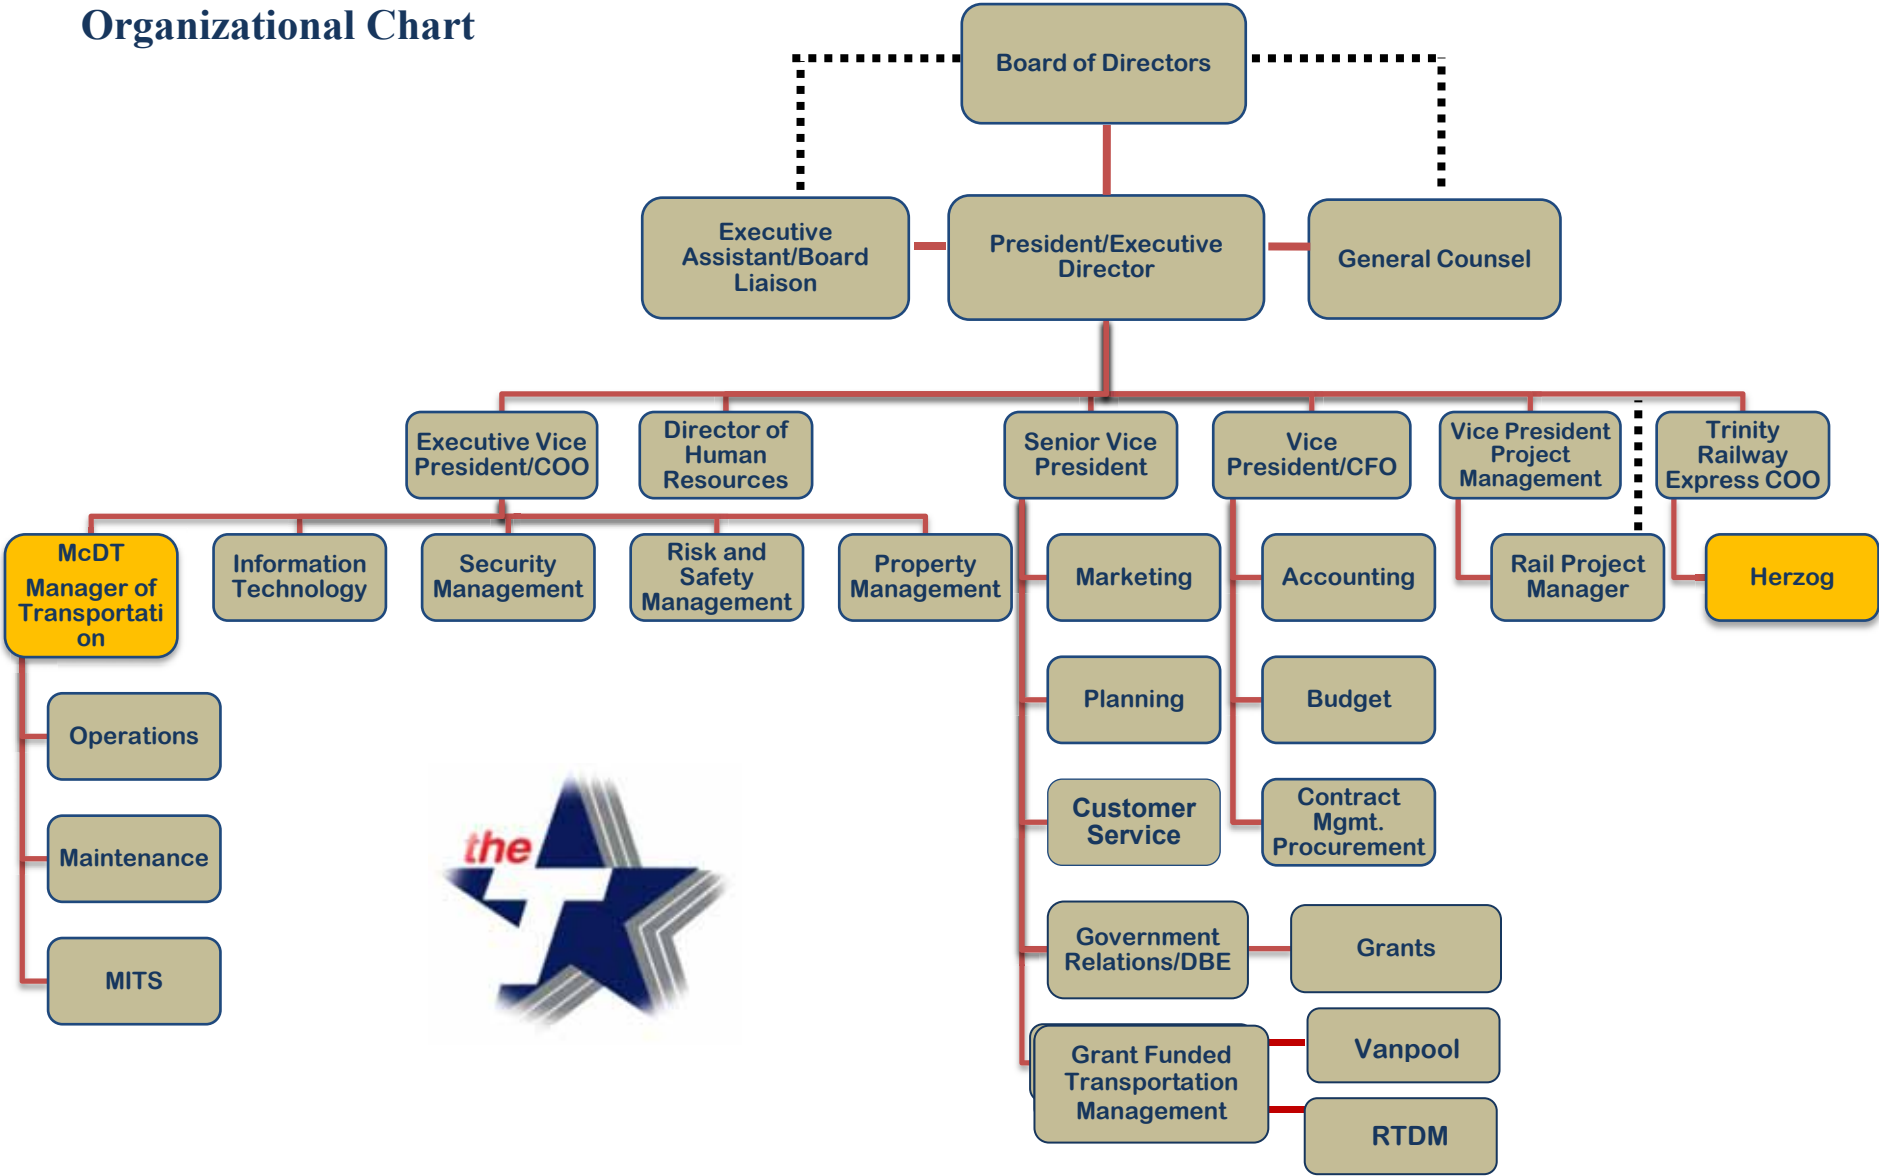 Organizational Chart
Board of Directors
Executive
Assistant/Board
Liaison
President/Executive
Director
General Counsel
Executive Vice
President/COO
Director of
Human
Resources
Senior Vice
President
Vice
President/CFO
Vice President
Project
Management
Trinity
Railway
Express COO
McDT
Manager of
Transportati
on
Information
Technology
Security
Management
Risk and
Safety
Management
Property
Management
Marketing
Accounting
Rail Project
Manager
Herzog
Operations
Planning
Budget
Maintenance
Customer
Service
Contract
Mgmt.
Procurement
MITS
Government
Relations/DBE
Grants
Grant Funded
Transportation
Management
Vanpool
RTDM
the
T